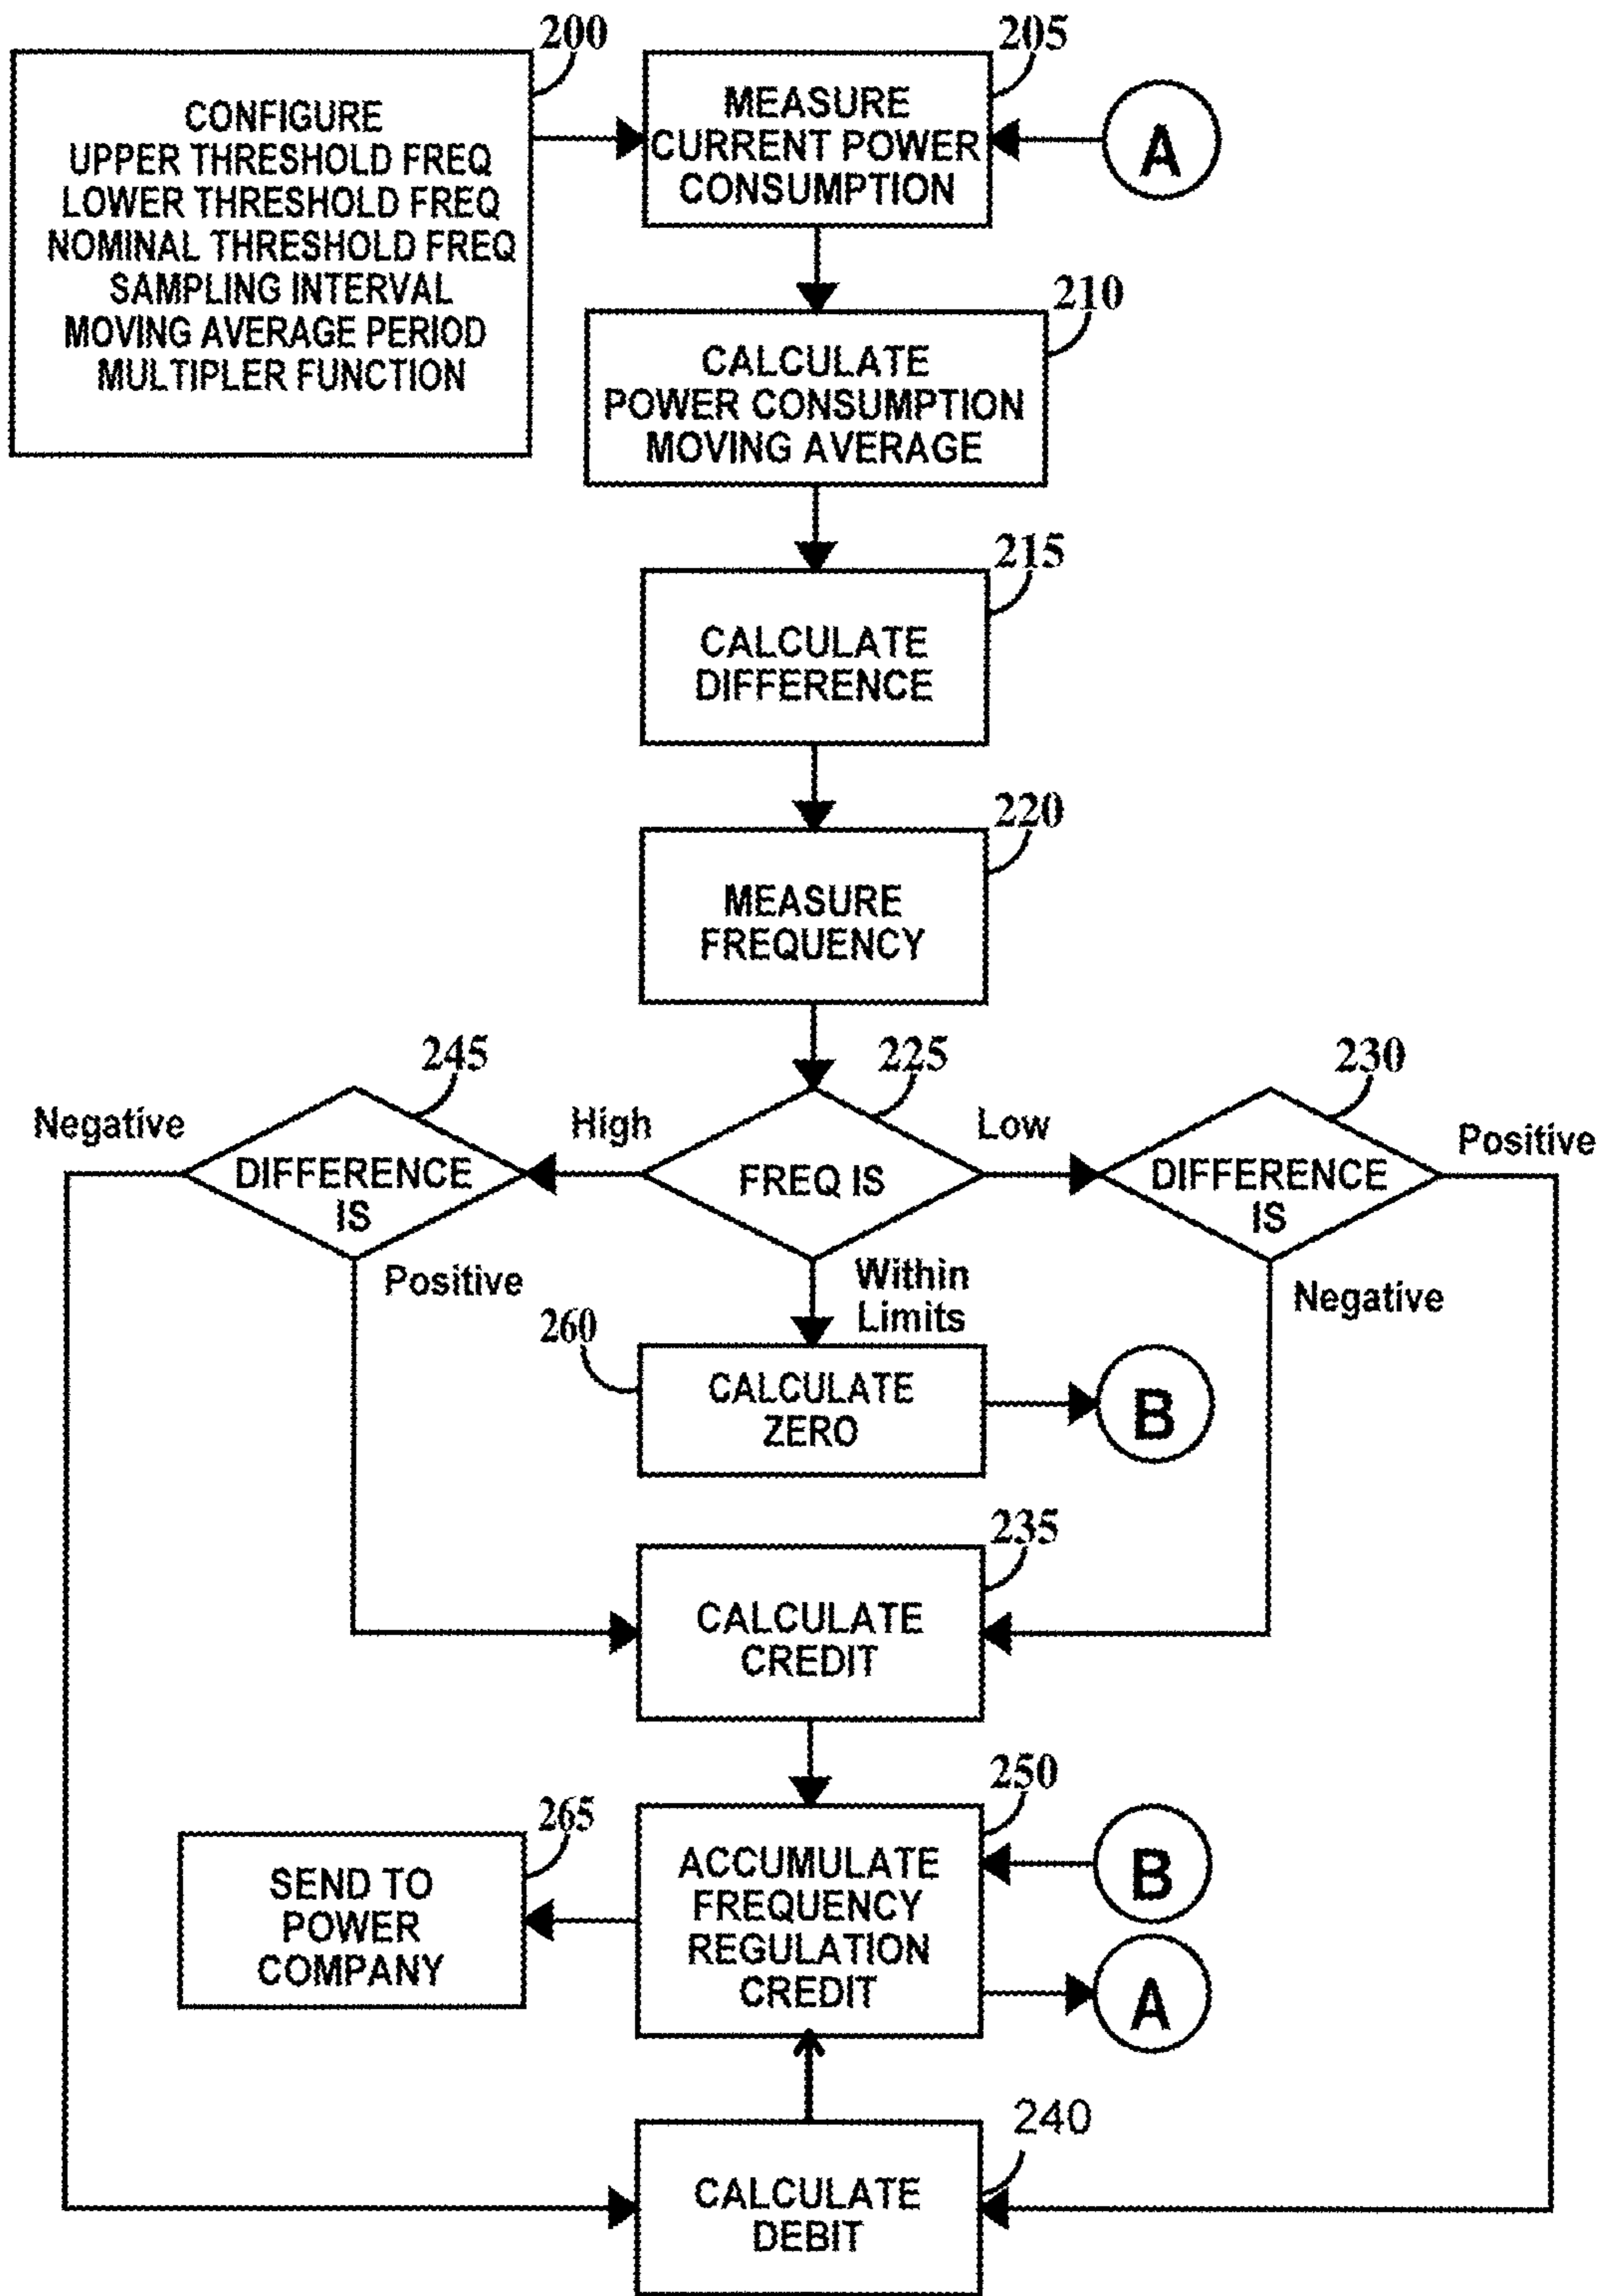 200
CONFIGURE
UPPER THRESHOLD FREQ
LOWER THRESHOLD FREQ
NOMINAL THRESHOLD FREQ
SAMPLING INTERVAL
MOVING AVERAGE PERIOD
MULTIPLER FUNCTION
205
MEASURE
CURRENT POWER
CONSUMPTION
A
210
CALCULATE
POWER CONSUMPTION
MOVING AVERAGE
215
CALCULATE
DIFFERENCE
220
MEASURE
FREQUENCY
245
Negative
DIFFERENCE
IS
Positive
High
225
FREQ IS
Low
Within
Limits
230
DIFFERENCE
IS
Positive
Negative
260
CALCULATE
ZERO
B
235
CALCULATE
CREDIT
250
ACCUMULATE
FREQUENCY
REGULATION
CREDIT
B
A
265
SEND TO
POWER
COMPANY
240
CALCULATE
DEBIT